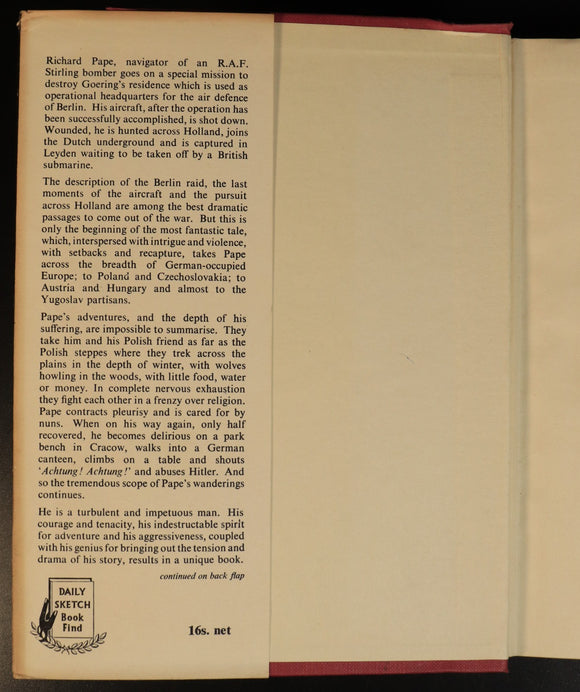 Richard Pape, navigator of an R.A.F.
Stirling bomber goes on a special mission to
destroy Goering's residence which is used as
operational headquarters for the air defence
of Berlin. His aircraft, after the operation has
been successfully accomplished, is shot down.
Wounded, he is hunted across Holland, joins
the Dutch underground and is captured in
Leyden waiting to be taken off by a British
submarine.
The description of the Berlin raid, the last
moments of the aircraft and the pursuit
across Holland are among the best dramatic
passages to come out of the war. But this is
only the beginning of the most fantastic tale,
which, interspersed with intrigue and violence,
with setbacks and recapture, takes Pape
across the breadth of German-occupied
Europe; to Poland and Czechoslovakia; to
Austria and Hungary and almost to the
Yugoslav partisans.
Pape's adventures, and the depth of his
suffering, are impossible to summarise. They
take him and his Polish friend as far as the
Polish steppes where they trek across the
plains in the depth of winter, with wolves
howling in the woods, with little food, water
or money. In complete nervous exhaustion
they fight each other in a frenzy over religion.
Pape contracts pleurisy and is cared for by
nuns. When on his way again, only half
recovered, he becomes delirious on a park
bench in Cracow, walks into a German
canteen, climbs on a table and shouts
'Achtung! Achtung!' and abuses Hitler. And
so the tremendous scope of Pape's wanderings
continues.
He is a turbulent and impetuous man. His
courage and tenacity, his indestructable spirit
for adventure and his aggressiveness, coupled
with his genius for bringing out the tension and
drama of his story, results in a unique book.
continued on back flap
DAILY
SKETCH
Book
Find
16s. net